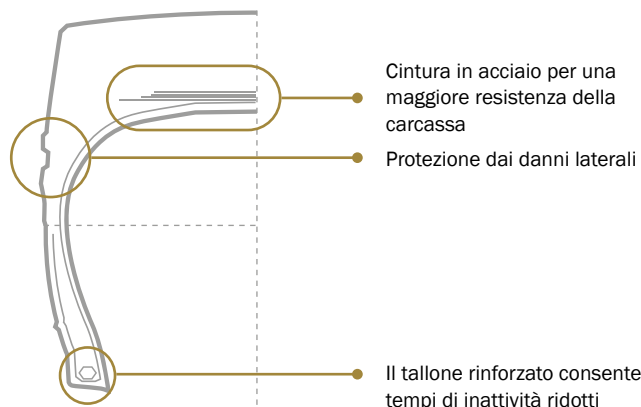 Cintura in acciaio per una
maggiore resistenza della
carcassa
Protezione dai danni laterali
Il tallone rinforzato consente
tempi di inattività ridotti